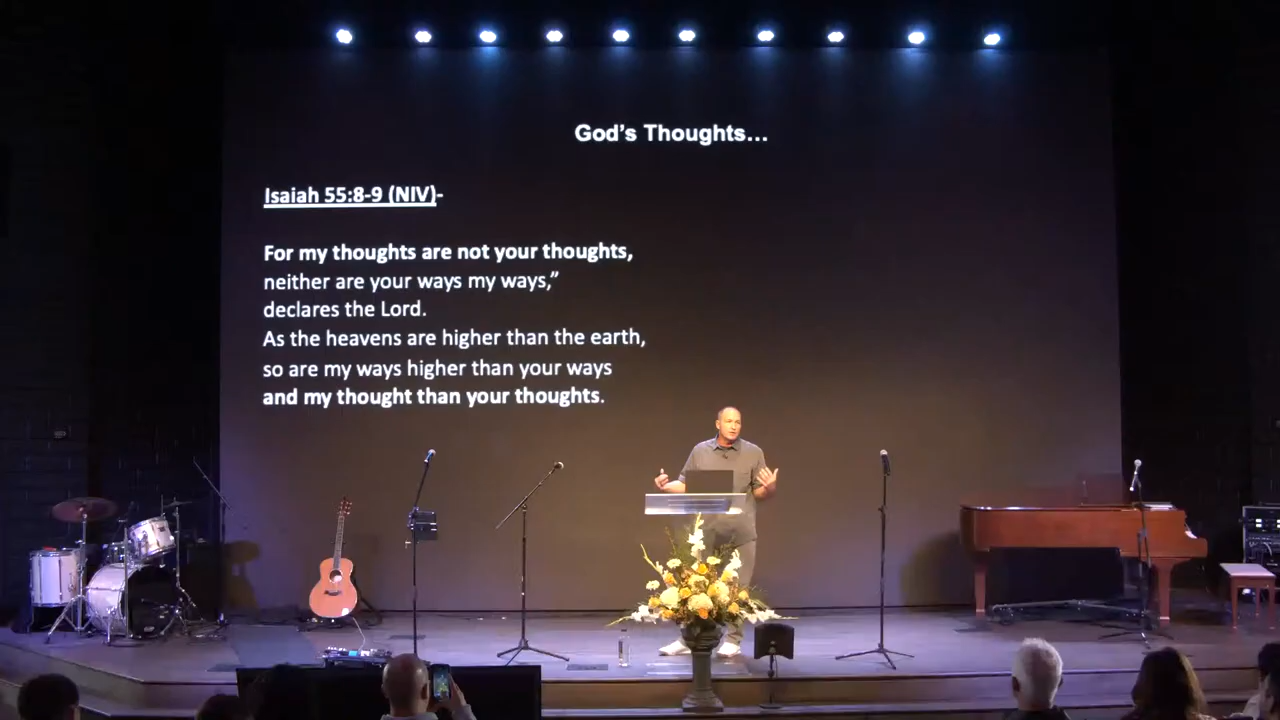 God’s Thoughts…
Isaiah 55:8-9 (NIV)-
For my thoughts are not your thoughts,
neither are your ways my ways,”
declares the Lord.
As the heavens are higher than the earth,
so are my ways higher than your ways
and my thought than your thoughts.